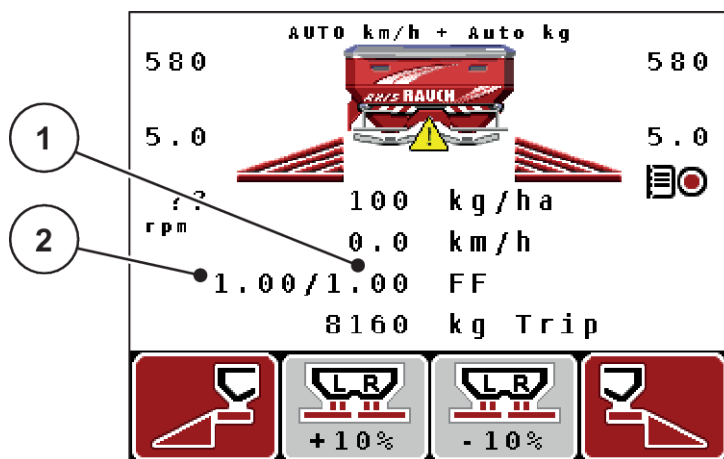 AUTO km/h + Auto kg
580 580
AXIS RAUCH
1
5.0 5.0
?? 100 kg/ha
rpm
2
0.0 km/h
1.00/1.00 FF
8160 kg Trip
L R L R
+10% -10%